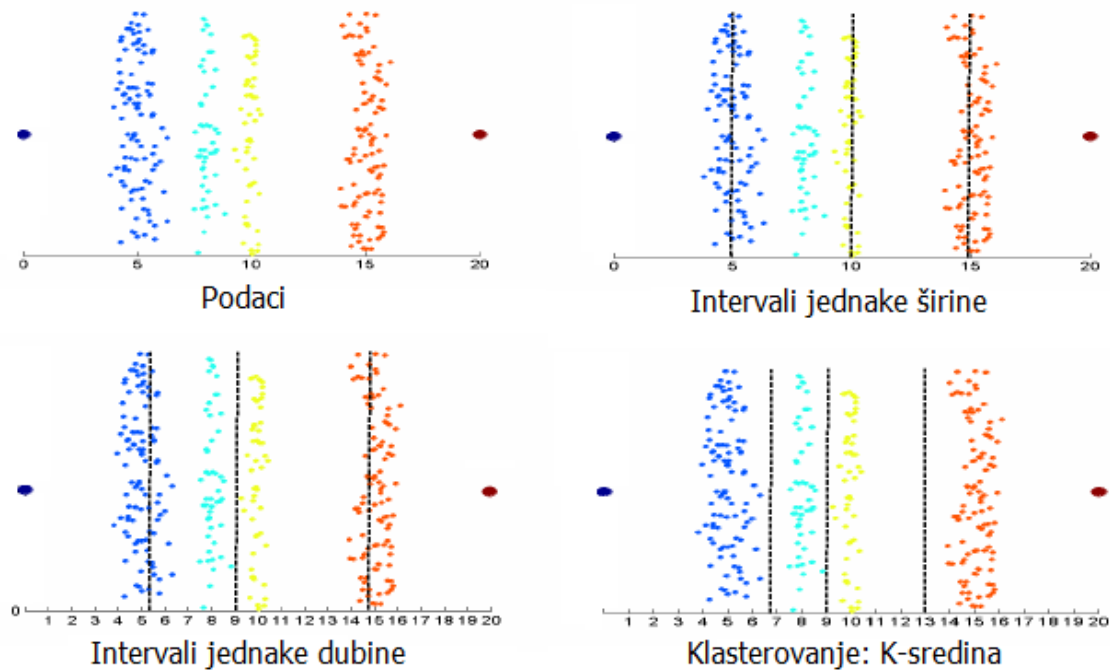 0 5 10 15 20
Podaci
0 5 10 15 20
Intervali jednake širine
0 1 2 3 4 5 6 7 8 9 10 11 12 13 14 15 16 17 18 19 20
Intervali jednake dubine
1 2 3 4 5 6 7 8 9 10 11 12 13 14 15 16 17 18 19 20
Klasterovanje: K-sredina